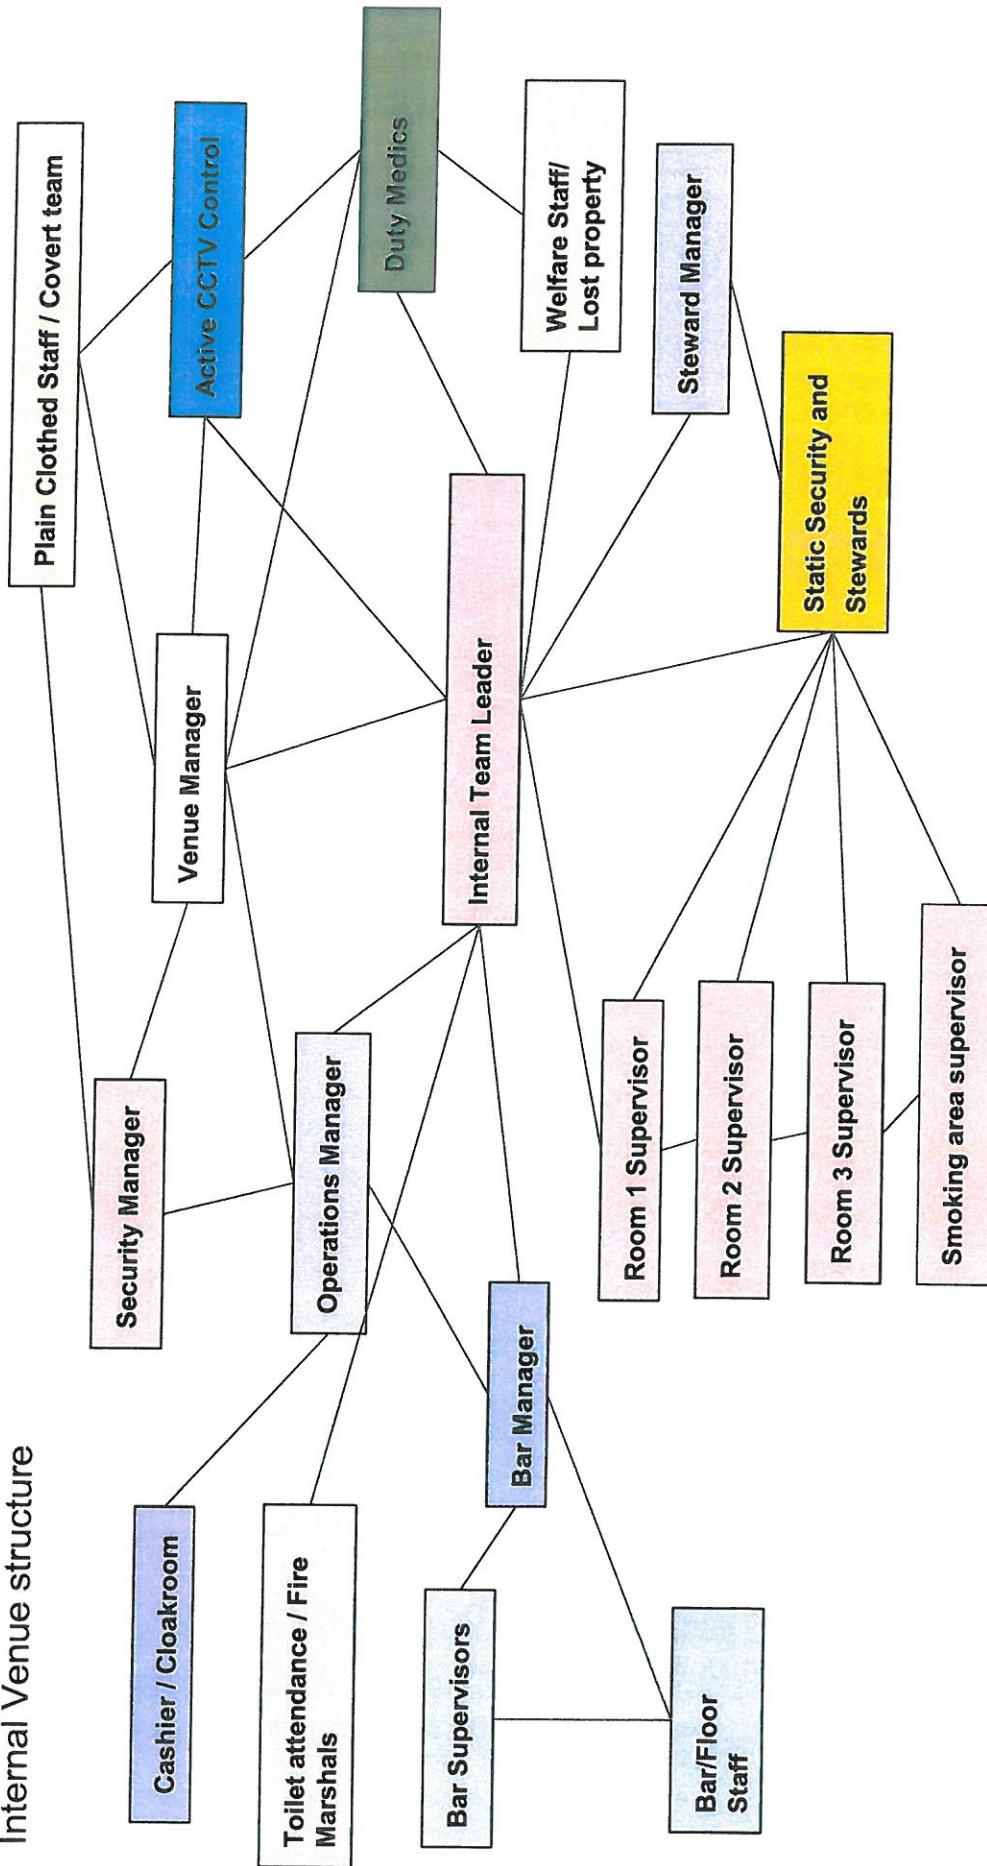 Internal Venue structure
Plain Clothed Staff / Covert team
Security Manager
Venue Manager
Active CCTV Control
Cashier / Cloakroom
Operations Manager
Duty Medics
Toilet attendance / Fire
Marshals
Internal Team Leader
Bar Supervisors
Bar Manager
Welfare Staff/
Lost property
Room 1 Supervisor
Steward Manager
Bar/Floor
Staff
Room 2 Supervisor
Static Security and
Stewards
Room 3 Supervisor
Smoking area supervisor